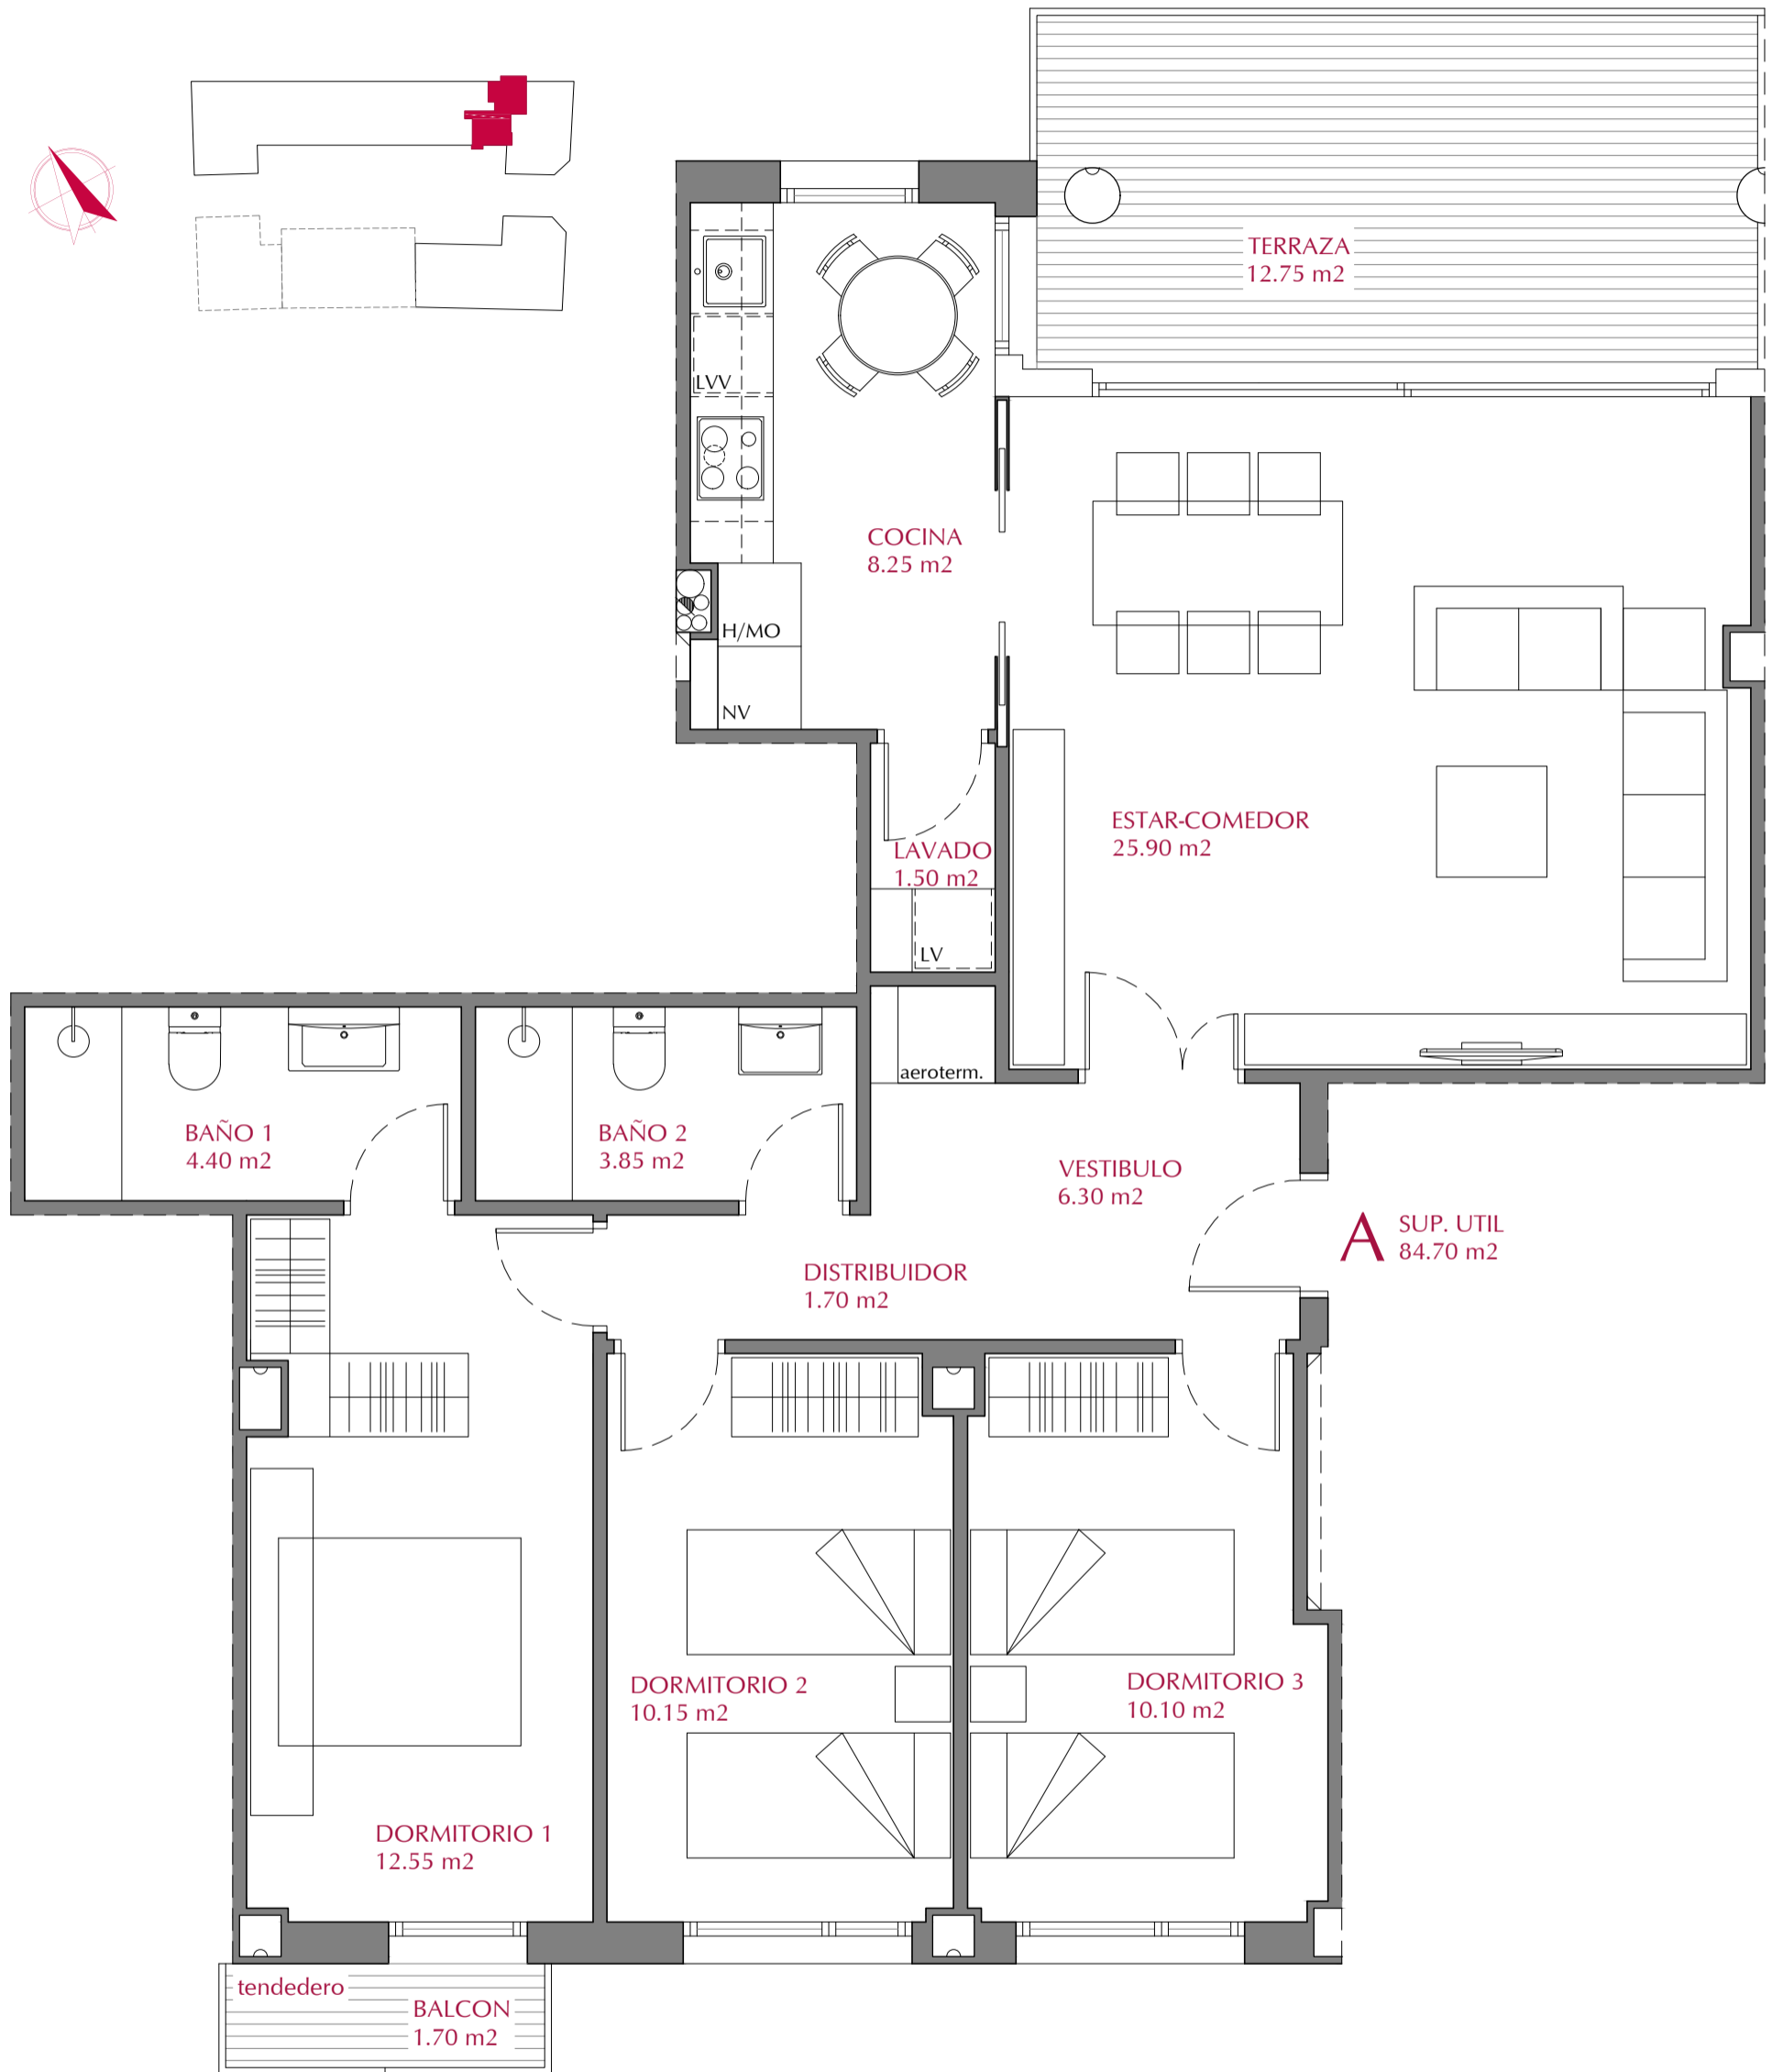 TERRAZA
12.75 m2
LVV
COCINA
8.25 m2
H/MO
NV
ESTAR-COMEDOR
25.90 m2
LAVADO
1.50 m2
LV
aeroterm.
BAÑO 1
4.40 m2
BAÑO 2
3.85 m2
VESTIBULO
6.30 m2
A
SUP. UTIL
84.70 m2
DISTRIBUIDOR
1.70 m2
DORMITORIO 2
10.15 m2
DORMITORIO 3
10.10 m2
DORMITORIO 1
12.55 m2
tendedero
BALCON
1.70 m2